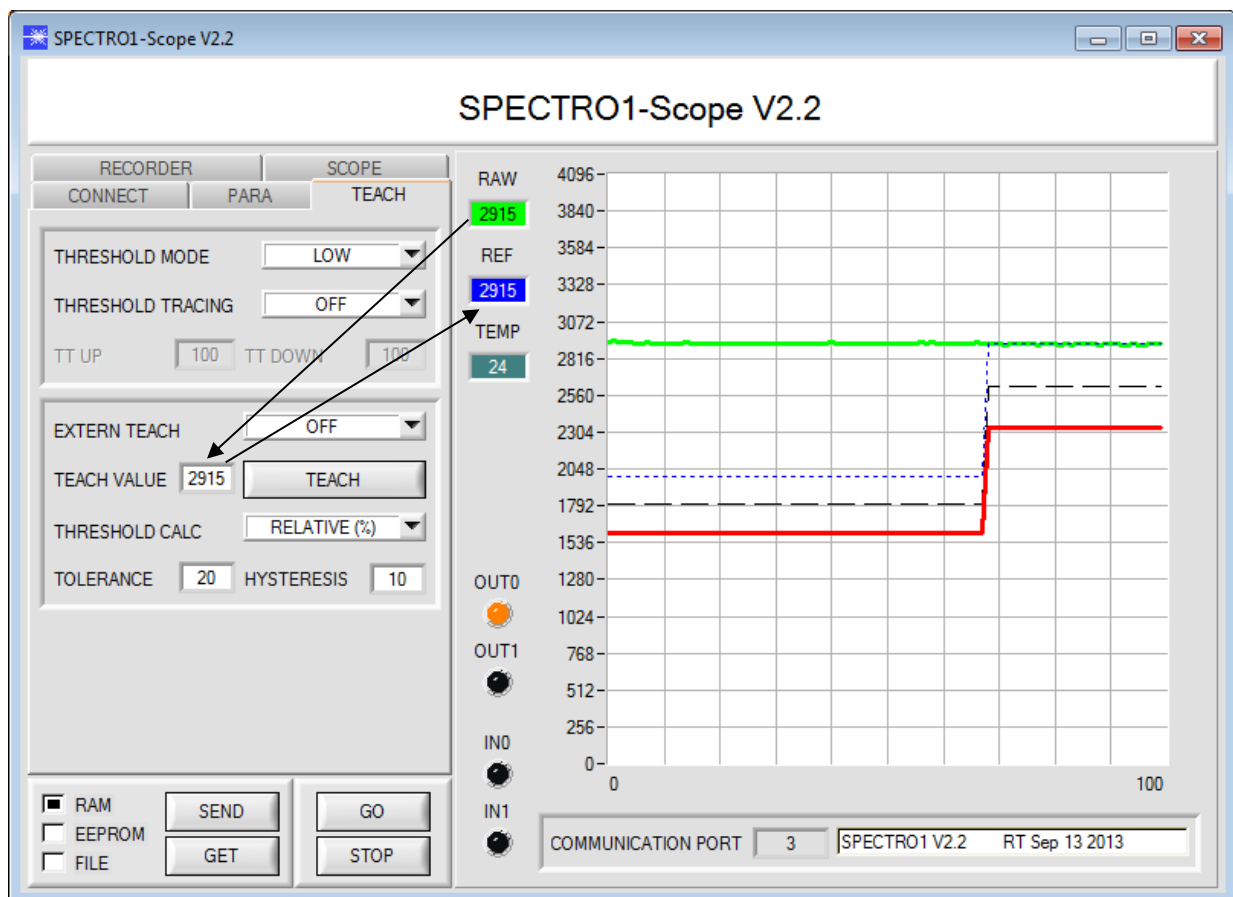 SPECTRO1-Scope V2.2
SPECTRO1-Scope V2.2
RECORDER SCOPE
CONNECT PARA TEACH
THRESHOLD MODE LOW
THRESHOLD TRACING OFF
TT UP 100 TT DOWN 100
EXTERN TEACH OFF
TEACH VALUE 2915 TEACH
THRESHOLD CALC RELATIVE (%)
TOLERANCE 20 HYSTERESIS 10
RAM
EEPROM
FILE
SEND
GET
GO
STOP
RAW
2915
REF
2915
TEMP
24
OUT0
OUT1
IN0
IN1
4096
3840
3584
3328
3072
2816
2560
2304
2048
1792
1536
1280
1024
768
512
256
0
0 100
COMMUNICATION PORT 3 SPECTRO1 V2.2 RT Sep 13 2013